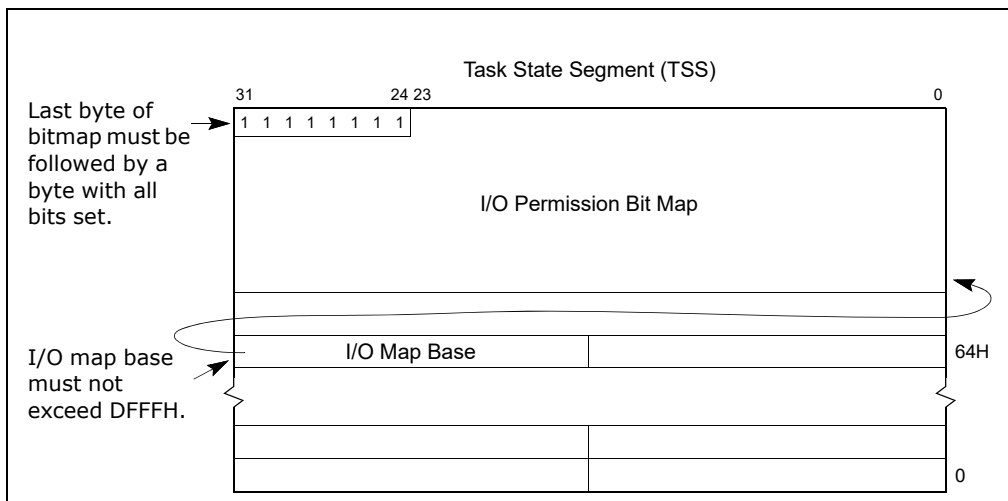 Task State Segment (TSS)
31 24 23 0
Last byte of
bitmap must be
followed by a
byte with all
bits set.
1 1 1 1 1 1 1 1
I/O Permission Bit Map
I/O map base
must not
exceed DFFFH.
I/O Map Base
64H
0